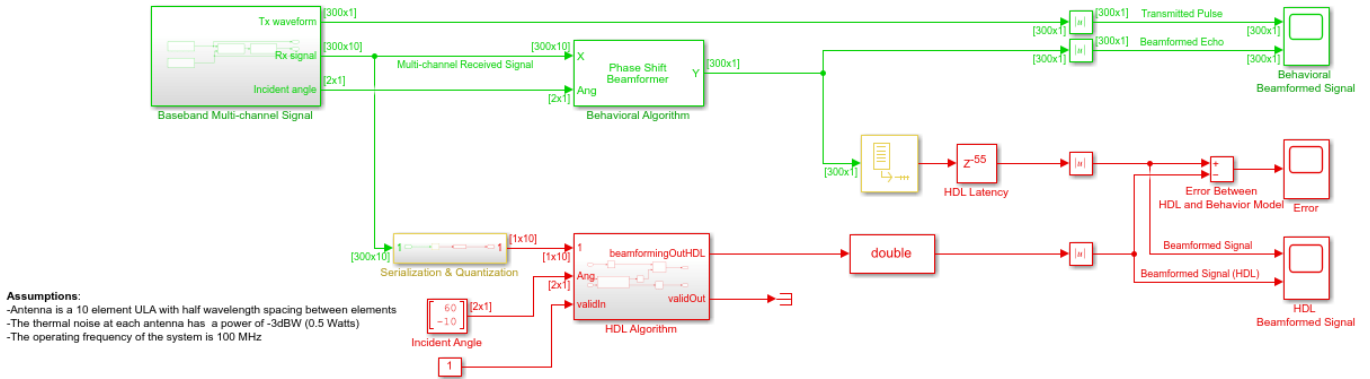 Tx waveform
[300x1]
[300x1]
|u|
[300x1]
Transmitted Pulse
[300x1]
Rx signal
[300x10]
Multi-channel Received Signal
[300x10]
X
Phase Shift
Beamformer
Y
[300x1]
[300x1]
|u|
[300x1]
Beamformed Echo
[300x1]
Incident angle
[2x1]
[2x1]
Ang
Baseband Multi-channel Signal
Behavioral Algorithm
Behavioral
Beamformed Signal
[300x1]
Z-55
HDL Latency
|u|
+
−
Error Between
HDL and Behavior Model
Error
[300x10]
1
1
[1x10]
Serialization & Quantization
[1x10]
1
Ang
[2x1]
validIn
beamformingOutHDL
validOut
HDL Algorithm
double
|u|
Beamformed Signal
Beamformed Signal (HDL)
HDL
Beamformed Signal
60
-10
[2x1]
Incident Angle
1
Assumptions:
-Antenna is a 10 element ULA with half wavelength spacing between elements
-The thermal noise at each antenna has a power of -3dBW (0.5 Watts)
-The operating frequency of the system is 100 MHz